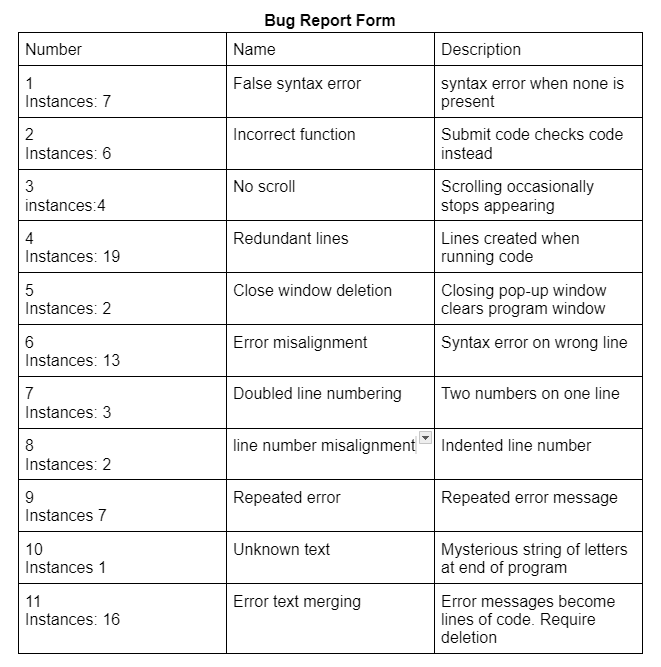 Bug Report Form
Number Name Description
1 False syntax error syntax error when none is
Instances: 7 present
2 Incorrect function Submit code checks code
Instances: 6 instead
3 No scroll Scrolling occasionally
instances:4 stops appearing
4 Redundant lines Lines created when
Instances: 19 running code
5 Close window deletion Closing pop-up window
Instances: 2 clears program window
6 Error misalignment Syntax error on wrong line
Instances: 13
7 Doubled line numbering Two numbers on one line
Instances: 3
8 line number misalignment Indented line number
Instances: 2
9 Repeated error Repeated error message
Instances 7
10 Unknown text Mysterious string of letters
Instances 1 at end of program
11 Error text merging Error messages become
Instances: 16 lines of code. Require
deletion